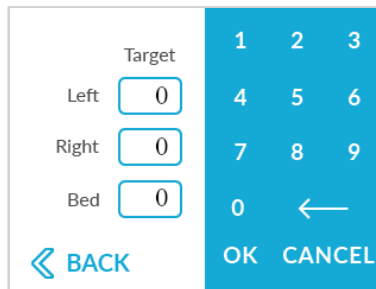 Target
Left 0
Right 0
Bed 0
BACK
1 2 3
4 5 6
7 8 9
0
OK CANCEL